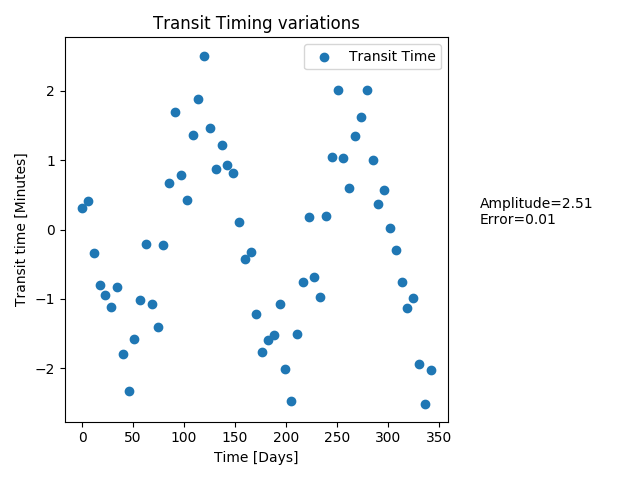 Transit Timing variations
Transit Time
Transit time [Minutes]
2
1
0
−1
−2
Amplitude=2.51
Error=0.01
0 50 100 150 200 250 300 350
Time [Days]